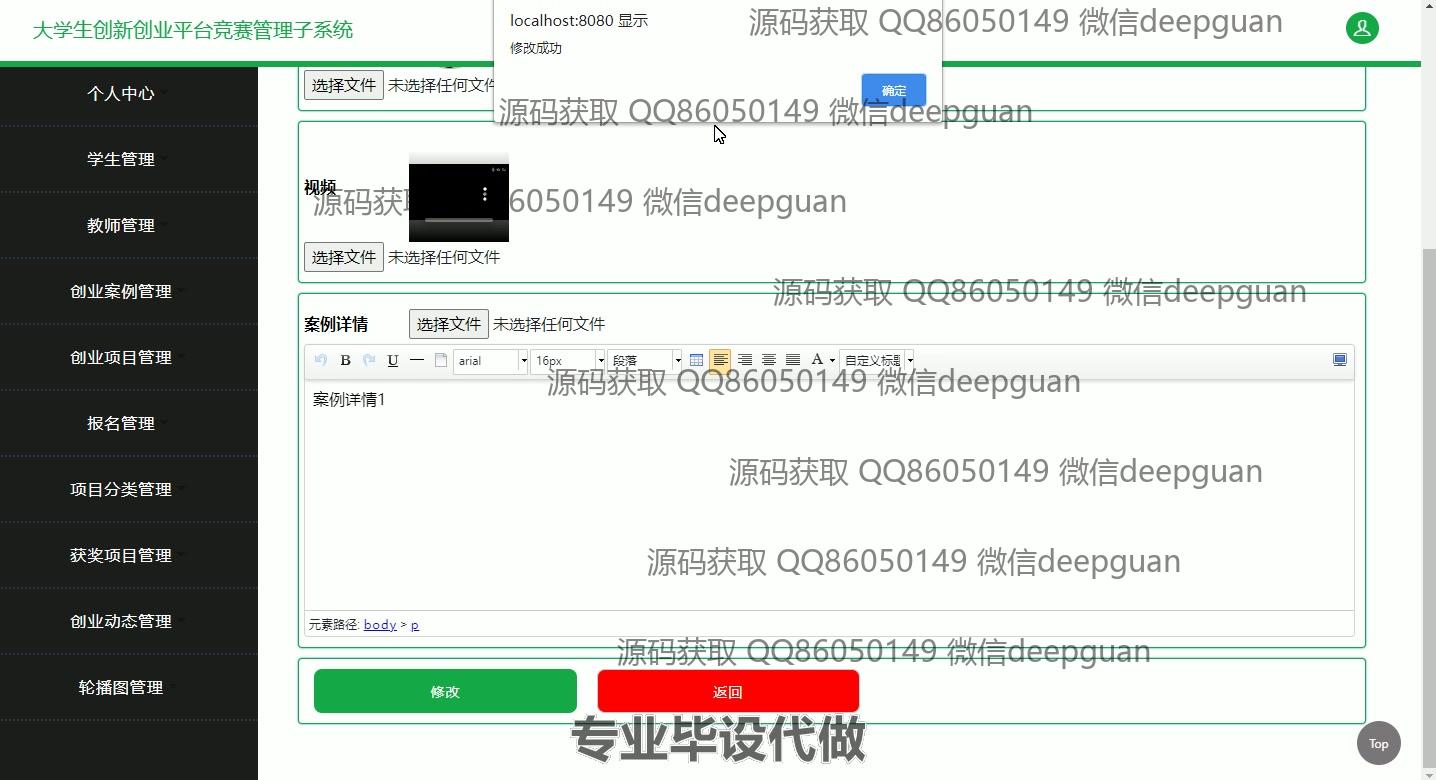 大学生创新创业平台竞赛管理子系统
localhost:8080 显示
修改成功
确定
源码获取 QQ86050149 微信deepguan
个人中心
学生管理
教师管理
创业案例管理
创业项目管理
报名管理
项目分类管理
获奖项目管理
创业动态管理
轮播图管理
选择文件 未选择任何文件
源码获取 QQ86050149 微信deepguan
视频
源码获取 6050149 微信deepguan
选择文件 未选择任何文件
源码获取 QQ86050149 微信deepguan
案例详情 选择文件 未选择任何文件
B U arial 16px 段落 A 自定义标题
源码获取 QQ86050149 微信deepguan
案例详情1
源码获取 QQ86050149 微信deepguan
源码获取 QQ86050149 微信deepguan
元素路径: body > p
源码获取 QQ86050149 微信deepguan
修改 返回
专业毕设代做
Top